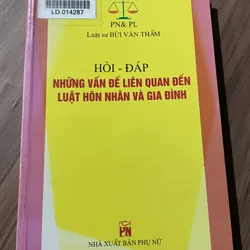 LD.014287
PN& PL
Luật sư BÙI VĂN THẤM
HỎI - ĐÁP
NHỮNG VẤN ĐỀ LIÊN QUAN ĐẾN
LUẬT HÔN NHÂN VÀ GIA ĐÌNH
PN
NHÀ XUẤT BẢN PHỤ NỮ